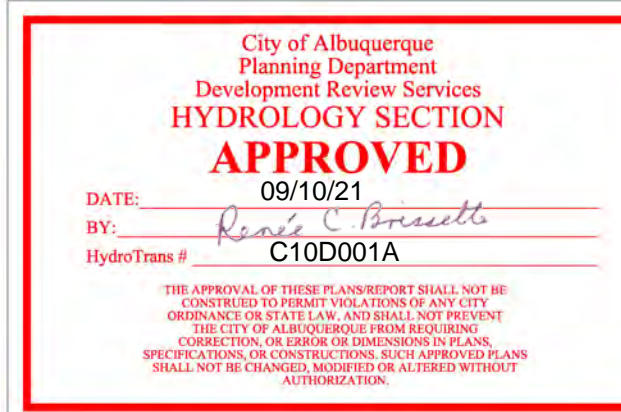 City of Albuquerque
Planning Department
Development Review Services
HYDROLOGY SECTION
APPROVED
DATE: 09/10/21
BY: Renée C. Brissette
HydroTrans # C10D001A
THE APPROVAL OF THESE PLANS/REPORT SHALL NOT BE
CONSTRUED TO PERMIT VIOLATIONS OF ANY CITY
ORDINANCE OR STATE LAW, AND SHALL NOT PREVENT
THE CITY OF ALBUQUERQUE FROM REQUIRING
CORRECTION, OR ERROR OR DIMENSIONS IN PLANS,
SPECIFICATIONS, OR CONSTRUCTIONS. SUCH APPROVED PLANS
SHALL NOT BE CHANGED, MODIFIED OR ALTERED WITHOUT
AUTHORIZATION.